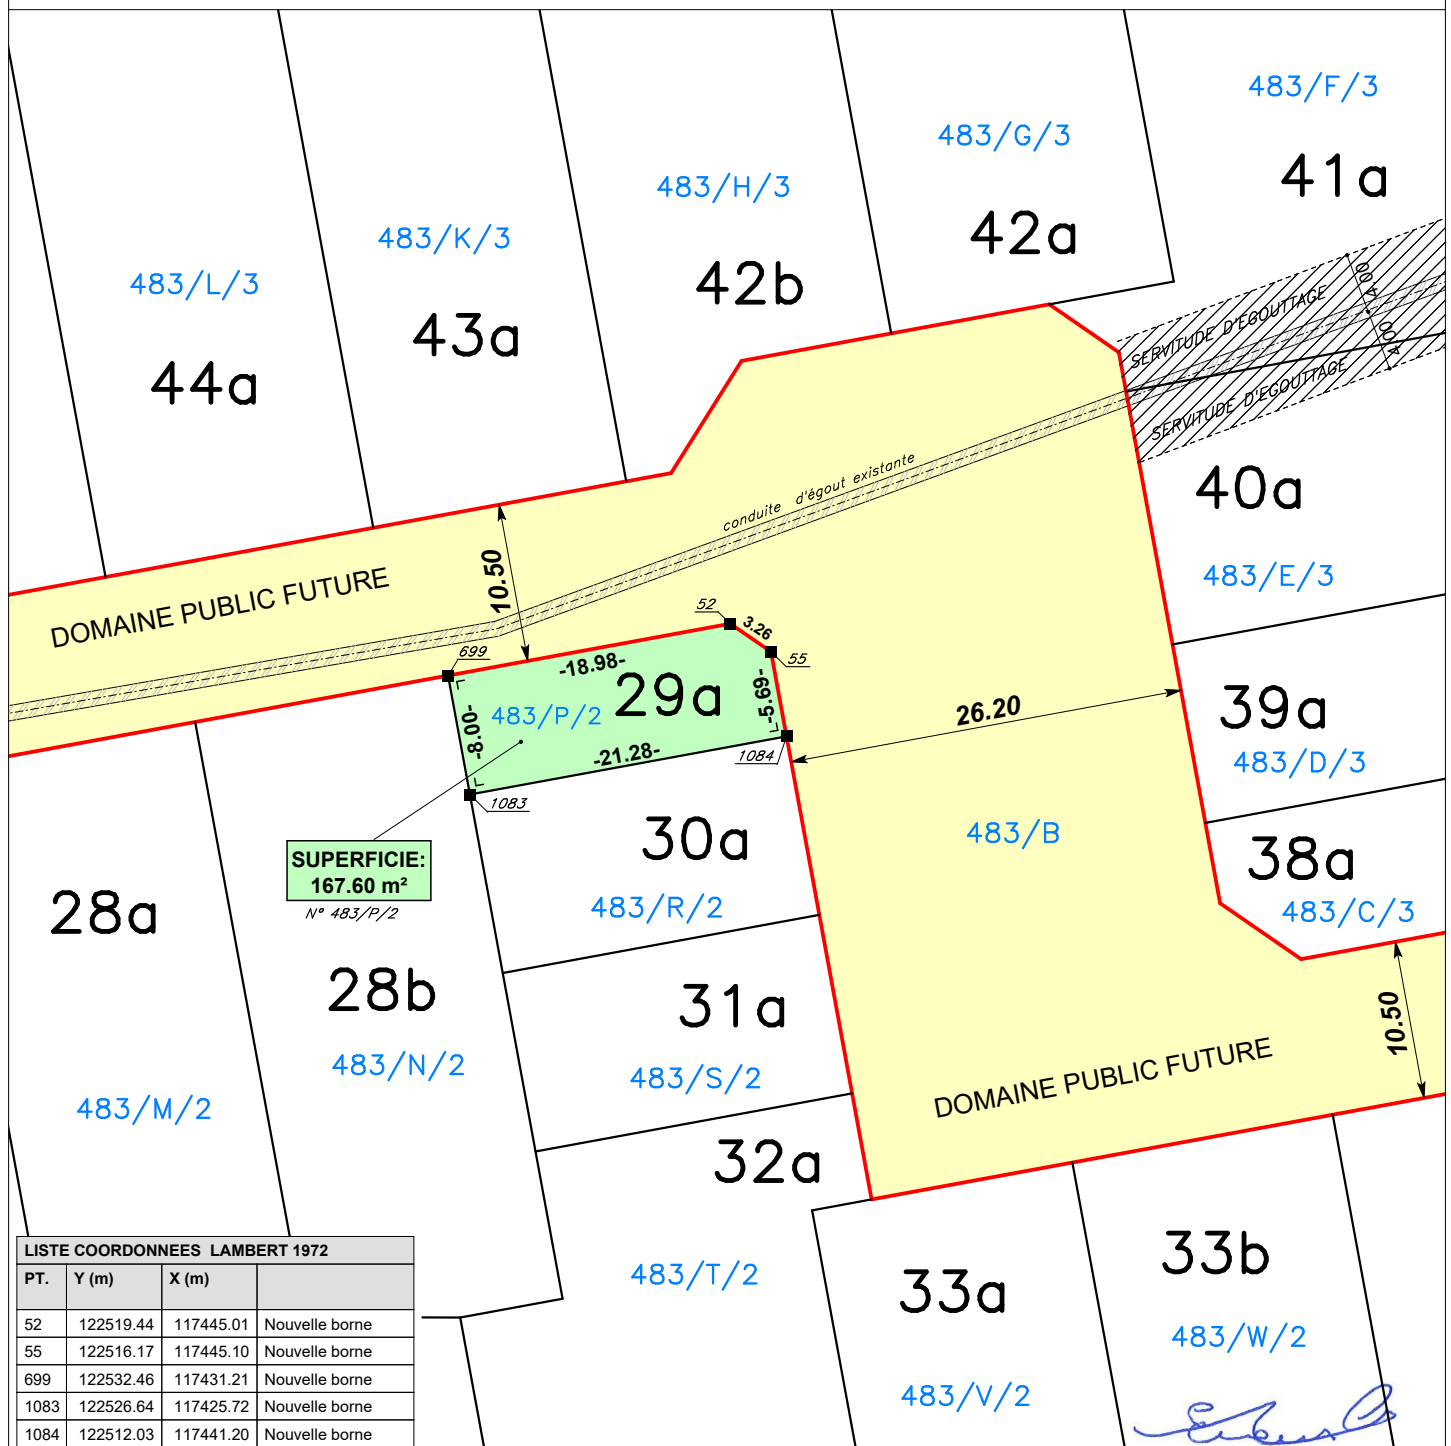 483/F/3
41a
483/G/3
42a
483/H/3
42b
483/K/3
43a
483/L/3
44a
SERVITUDE D'EGOUTTAGE
4.00
4.00
SERVITUDE D'EGOUTTAGE
conduite d'égout existante
40a
483/E/3
DOMAINE PUBLIC FUTURE
10.50
52
3.26
55
699
-18.98-
29a
483/P/2
-8.00-
-5.69-
-21.28-
1084
1083
26.20
39a
483/D/3
483/B
38a
483/C/3
30a
483/R/2
SUPERFICIE:
167.60 m²
N° 483/P/2
28a
28b
31a
10.50
483/N/2
483/S/2
483/M/2
DOMAINE PUBLIC FUTURE
32a
483/T/2
33a
33b
483/W/2
483/V/2
LISTE COORDONNEES LAMBERT 1972
PT. Y (m) X (m)
52 122519.44 117445.01 Nouvelle borne
55 122516.17 117445.10 Nouvelle borne
699 122532.46 117431.21 Nouvelle borne
1083 122526.64 117425.72 Nouvelle borne
1084 122512.03 117441.20 Nouvelle borne